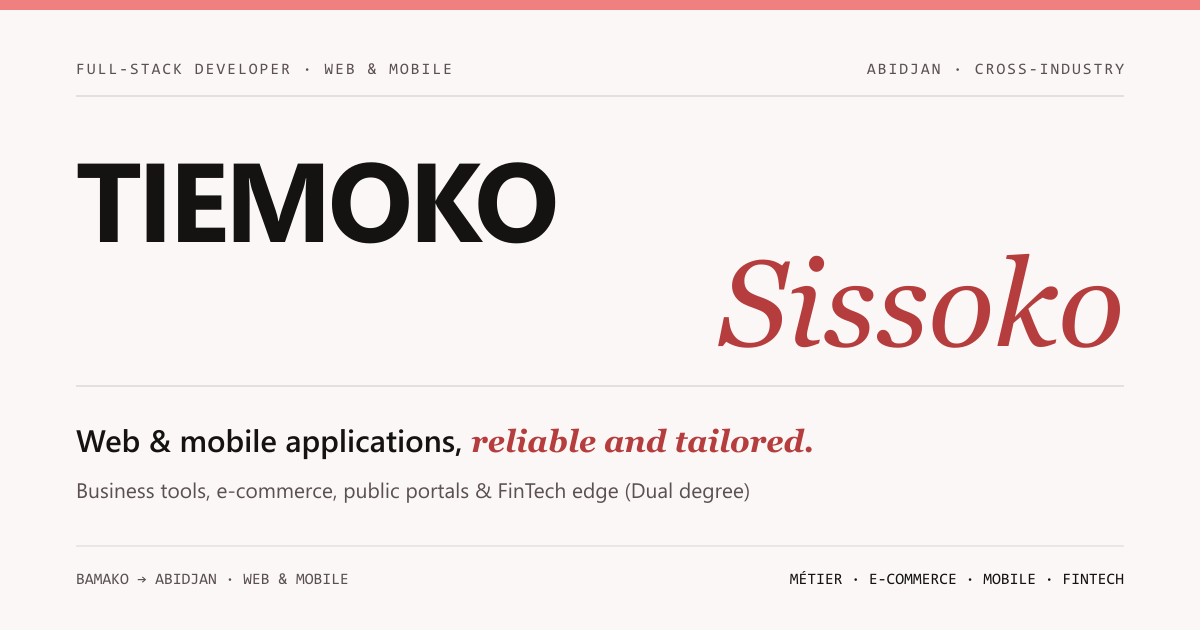 FULL-STACK DEVELOPER · WEB & MOBILE
ABIDJAN · CROSS-INDUSTRY
TIEMOKO
Sissoko
Web & mobile applications, reliable and tailored.
Business tools, e-commerce, public portals & FinTech edge (Dual degree)
BAMAKO → ABIDJAN · WEB & MOBILE
MÉTIER · E-COMMERCE · MOBILE · FINTECH